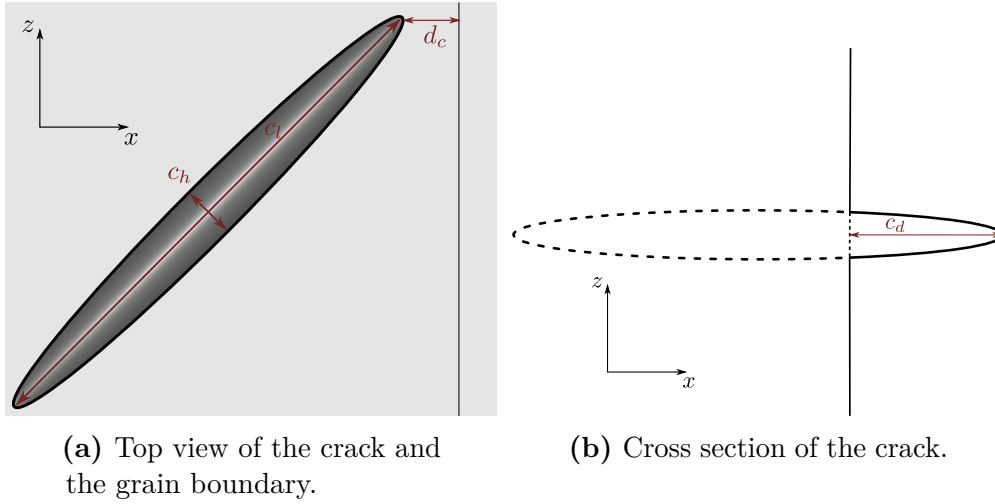 z
x
d_c
c_l
c_h
z
x
c_d
(a) Top view of the crack and
the grain boundary.
(b) Cross section of the crack.